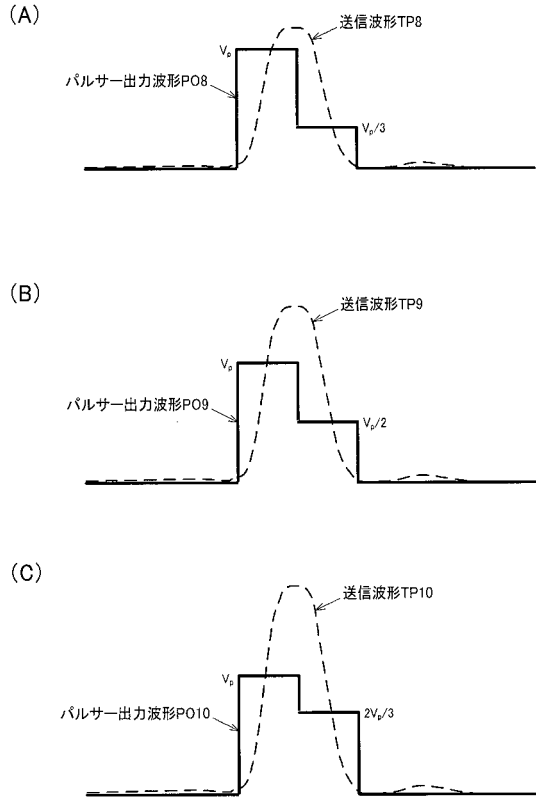 (A)
送信波形TP8
Vp
パルサー出力波形PO8
Vp/3
(B)
送信波形TP9
Vp
パルサー出力波形PO9
Vp/2
(C)
送信波形TP10
Vp
パルサー出力波形PO10
2Vp/3